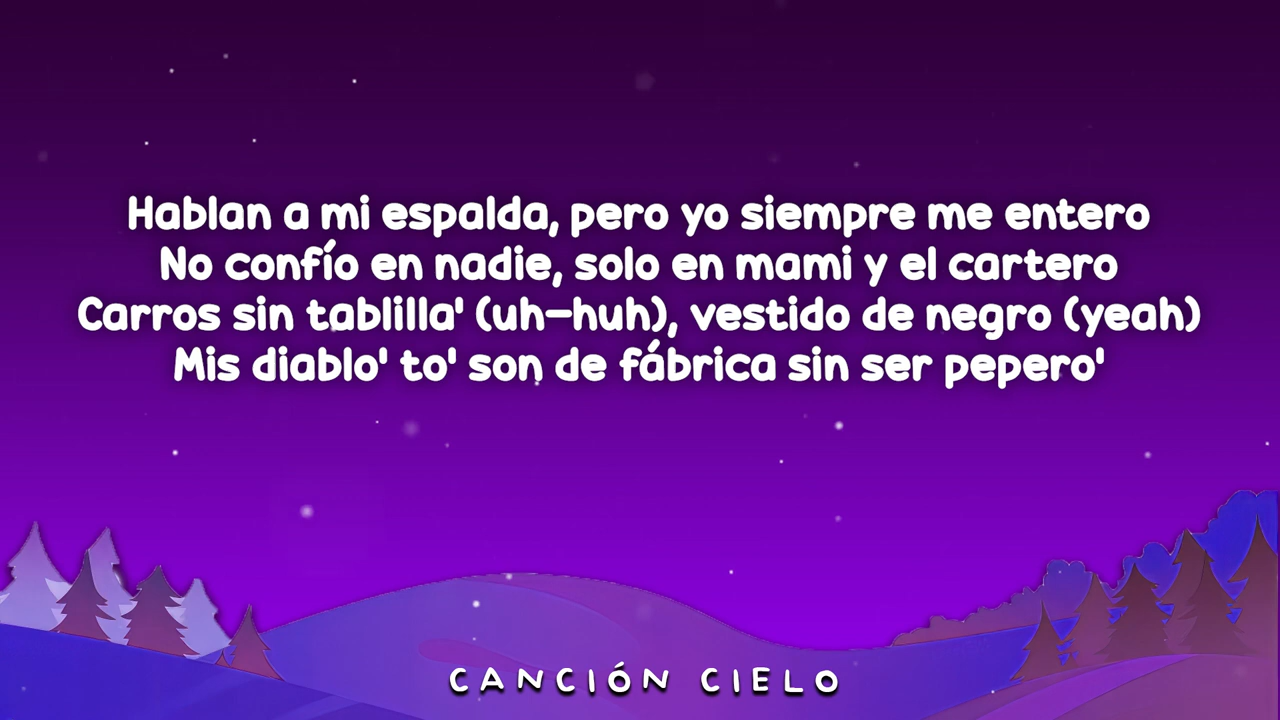 Hablan a mi espalda, pero yo siempre me entero
No confío en nadie, solo en mami y el cartero
Carros sin tablilla' (uh-huh), vestido de negro (yeah)
Mis diablo' to' son de fábrica sin ser pepero'
CANCIÓN CIELO